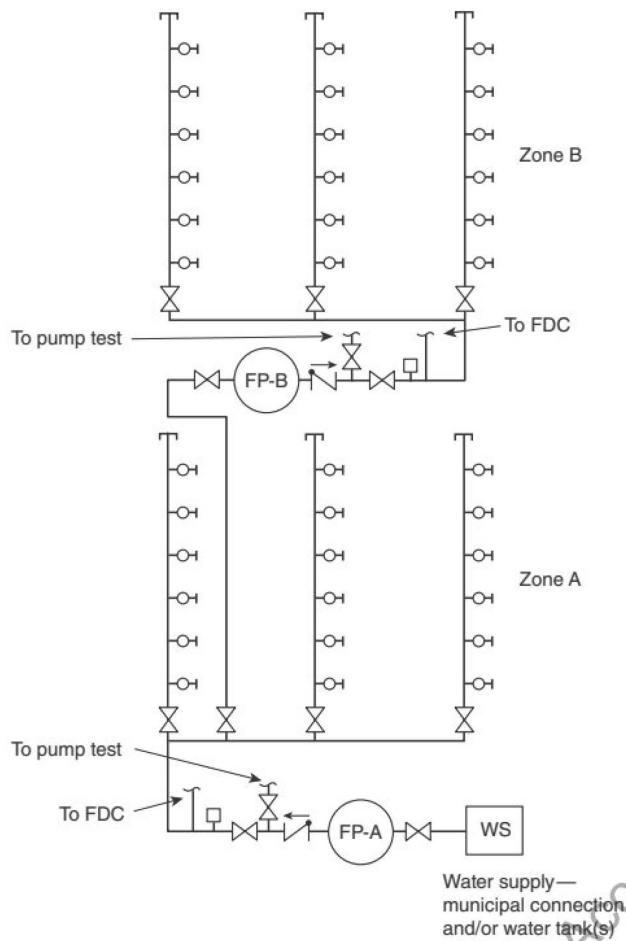 Zone B
To pump test
To FDC
FP-B
Zone A
To pump test
To FDC
FP-A
WS
Water supply—
municipal connection
and/or water tank(s)